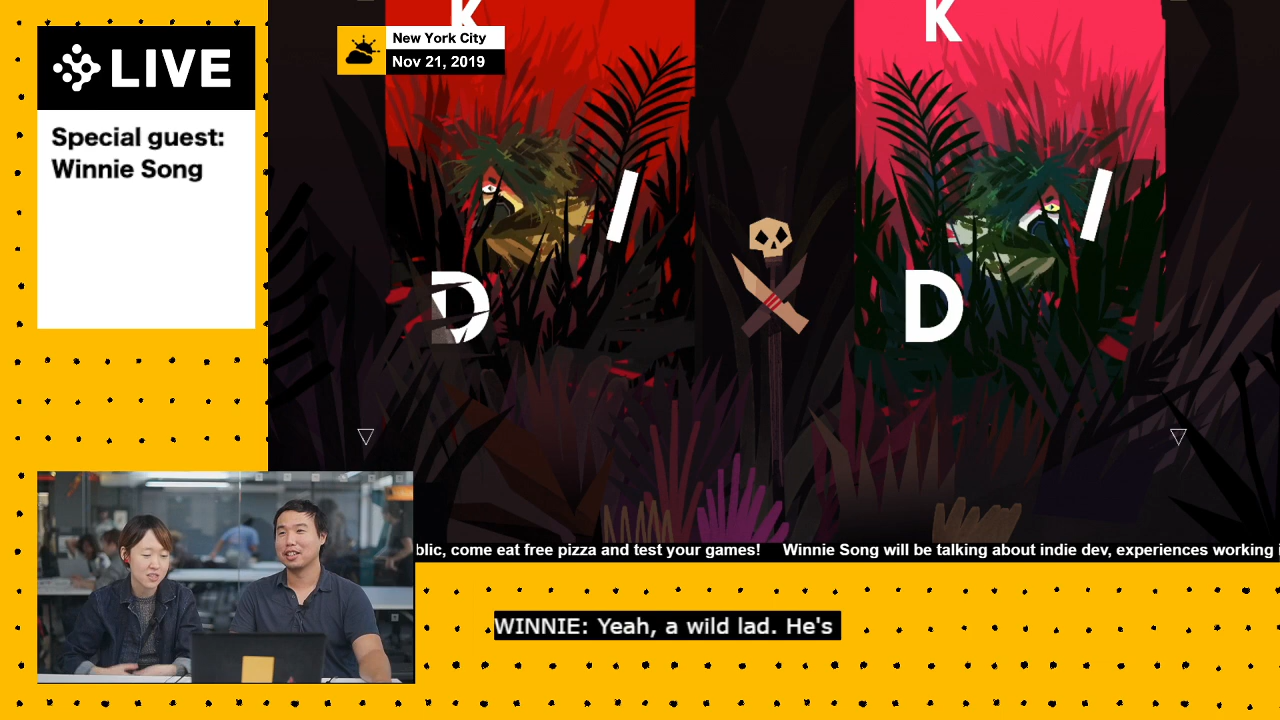 LIVE
Special guest:
Winnie Song
New York City
Nov 21, 2019
K
I
D
K
I
D
blic, come eat free pizza and test your games! Winnie Song will be talking about indie dev, experiences working
WINNIE: Yeah, a wild lad. He's